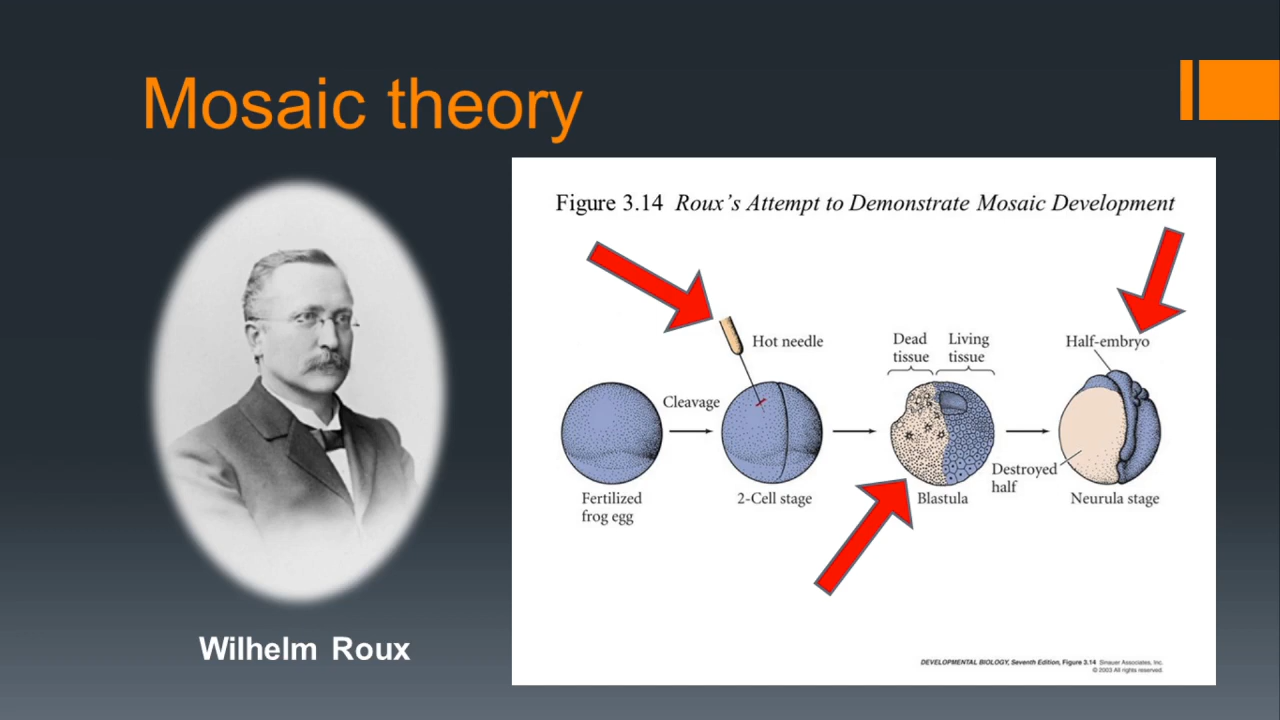 Mosaic theory
Figure 3.14 Roux's Attempt to Demonstrate Mosaic Development
Hot needle
Dead
tissue
Living
tissue
Half-embryo
Cleavage
Destroyed
half
Fertilized
frog egg
2-Cell stage
Blastula
Neurula stage
Wilhelm Roux
DEVELOPMENTAL BIOLOGY, Seventh Edition, Figure 3.14 Sinauer Associates, Inc.
© 2003 All rights reserved.